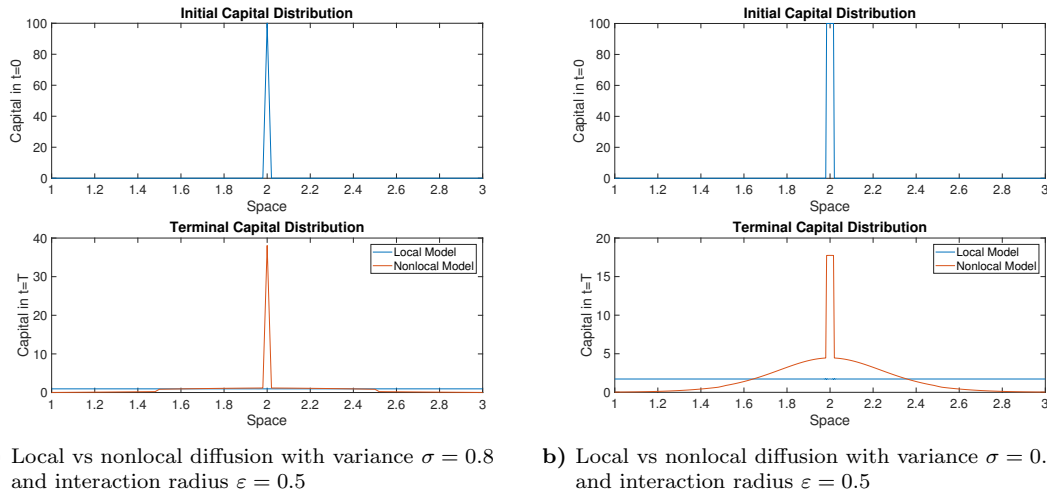 Initial Capital Distribution
100
80
60
40
20
0
Capital in t=0
1 1.2 1.4 1.6 1.8 2 2.2 2.4 2.6 2.8 3
Space
Terminal Capital Distribution
40
30
20
10
0
Capital in t=T
Local Model
Nonlocal Model
1 1.2 1.4 1.6 1.8 2 2.2 2.4 2.6 2.8 3
Space
Local vs nonlocal diffusion with variance σ = 0.8
and interaction radius ε = 0.5
Initial Capital Distribution
100
80
60
40
20
0
Capital in t=0
1 1.2 1.4 1.6 1.8 2 2.2 2.4 2.6 2.8 3
Space
Terminal Capital Distribution
20
15
10
5
0
Capital in t=T
Local Model
Nonlocal Model
1 1.2 1.4 1.6 1.8 2 2.2 2.4 2.6 2.8 3
Space
b) Local vs nonlocal diffusion with variance σ = 0.
and interaction radius ε = 0.5